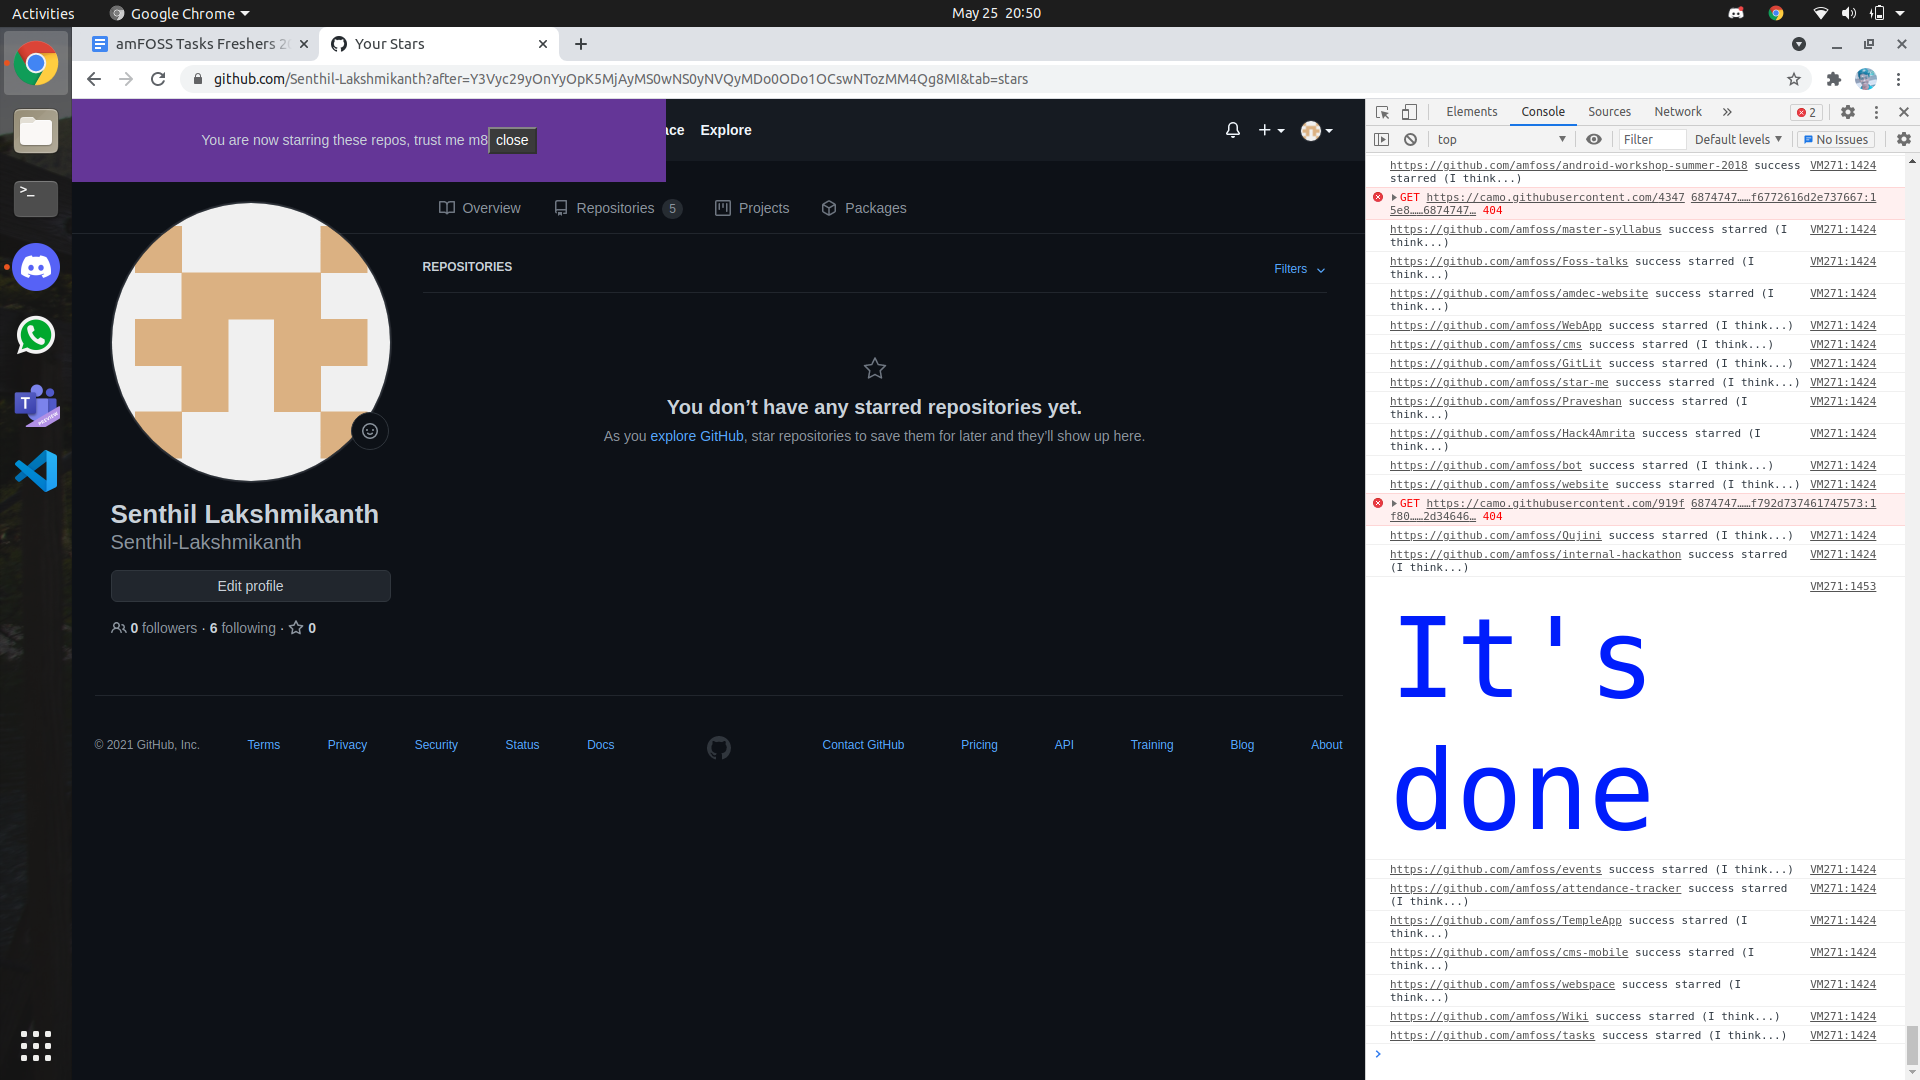 Activities
Google Chrome
May 25 20:50
amFOSS Tasks Freshers 2
Your Stars
github.com/Senthil-Lakshmikanth?after=Y3Vyc29yOnYyOpK5MjAyMS0wNS0yNVQyMDo0ODo1OCswNTozMM4Qg8MI&tab=stars
You are now starring these repos, trust me m8 close
ace Explore
Overview
Repositories 5
Projects
Packages
REPOSITORIES
Filters
You don’t have any starred repositories yet.
As you explore GitHub, star repositories to save them for later and they’ll show up here.
Senthil Lakshmikanth
Senthil-Lakshmikanth
Edit profile
0 followers · 6 following · 0
© 2021 GitHub, Inc. Terms Privacy Security Status Docs Contact GitHub Pricing API Training Blog About
Elements Console Sources Network » 2
top Filter Default levels No Issues
https://github.com/amfoss/android-workshop-summer-2018 success VM271:1424
starred (I think...)
GET https://camo.githubusercontent.com/4347 6874747……f6772616d2e737667:1
5e8……6874747… 404
https://github.com/amfoss/master-syllabus success starred (I VM271:1424
think...)
https://github.com/amfoss/Foss-talks success starred (I VM271:1424
think...)
https://github.com/amfoss/amdec-website success starred (I VM271:1424
think...)
https://github.com/amfoss/WebApp success starred (I think...) VM271:1424
https://github.com/amfoss/cms success starred (I think...) VM271:1424
https://github.com/amfoss/GitLit success starred (I think...) VM271:1424
https://github.com/amfoss/star-me success starred (I think...) VM271:1424
https://github.com/amfoss/Praveshan success starred (I VM271:1424
think...)
https://github.com/amfoss/Hack4Amrita success starred (I VM271:1424
think...)
https://github.com/amfoss/bot success starred (I think...) VM271:1424
https://github.com/amfoss/website success starred (I think...) VM271:1424
GET https://camo.githubusercontent.com/919f 6874747……f792d737461747573:1
f80……2d34646… 404
https://github.com/amfoss/Qujini success starred (I think...) VM271:1424
https://github.com/amfoss/internal-hackathon success starred VM271:1424
(I think...)
VM271:1453
It's
done
https://github.com/amfoss/events success starred (I think...) VM271:1424
https://github.com/amfoss/attendance-tracker success starred VM271:1424
(I think...)
https://github.com/amfoss/TempleApp success starred (I VM271:1424
think...)
https://github.com/amfoss/cms-mobile success starred (I VM271:1424
think...)
https://github.com/amfoss/webspace success starred (I VM271:1424
think...)
https://github.com/amfoss/Wiki success starred (I think...) VM271:1424
https://github.com/amfoss/tasks success starred (I think...) VM271:1424